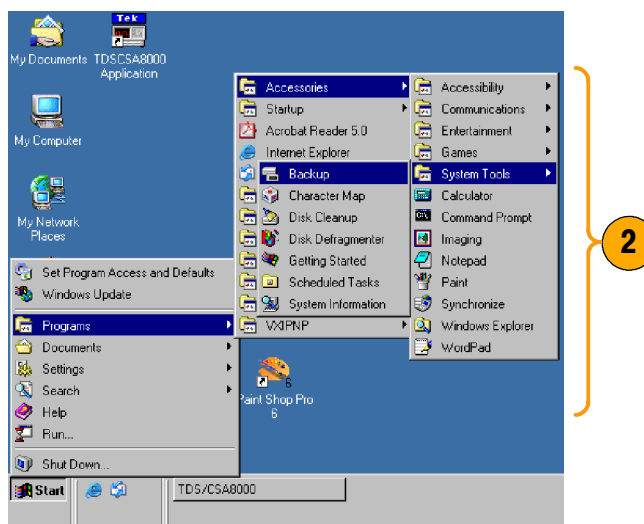 Tek
My Documents
TDSCSA8000
Application
My Computer
My Network
Places
Accessories
Startup
Acrobat Reader 5.0
Internet Explorer
Backup
Character Map
Disk Cleanup
Disk Defragmenter
Getting Started
Scheduled Tasks
System Information
VXIPNP
Accessibility
Communications
Entertainment
Games
System Tools
Calculator
Command Prompt
Imaging
Notepad
Paint
Synchronize
Windows Explorer
WordPad
2
Set Program Access and Defaults
Windows Update
Programs
Documents
Settings
Search
Help
Run...
Shut Down...
6
Paint Shop Pro
6
Start
TDS/CSA8000